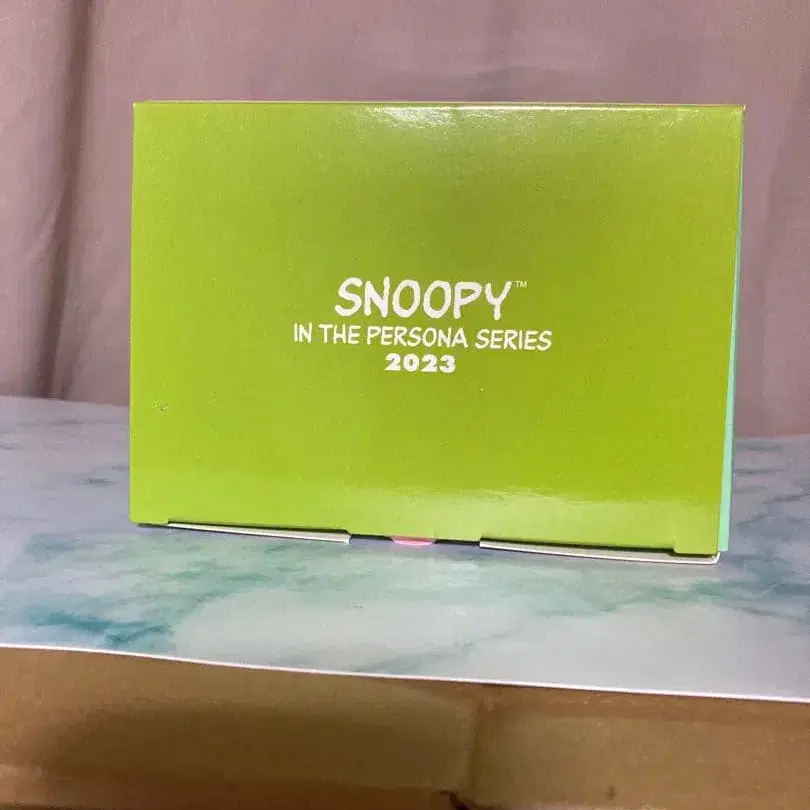 SNOOPY™
IN THE PERSONA SERIES
2023